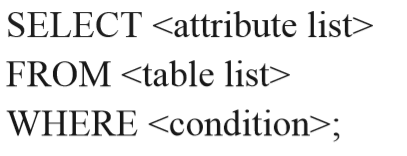 SELECT <attribute list>
FROM <table list>
WHERE <condition>;